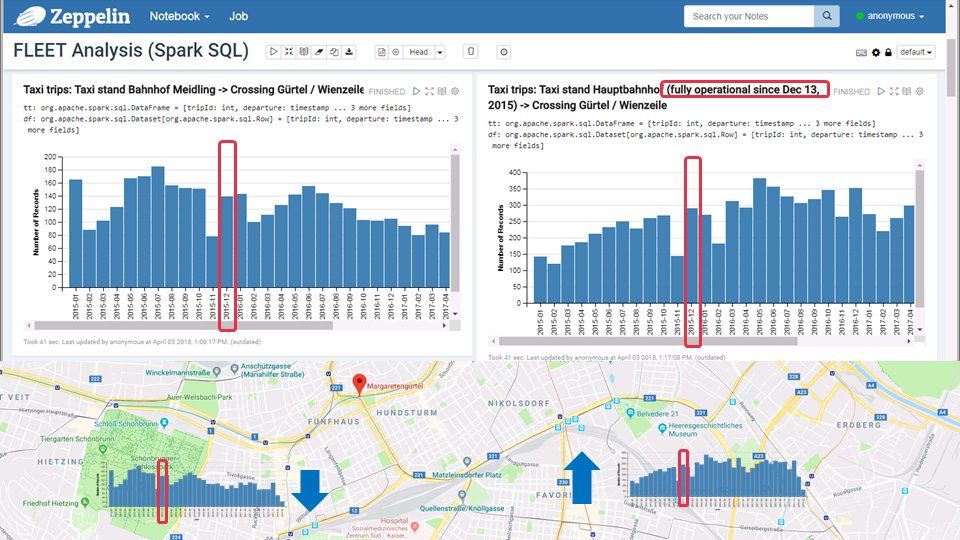 Zeppelin
Notebook
Job
Search your Notes
anonymous
FLEET Analysis (Spark SQL)
Head
default
Taxi trips: Taxi stand Bahnhof Meidling -> Crossing Gürtel / Wienzeile
FINISHED
tt: org.apache.spark.sql.DataFrame = [tripId: int, departure: timestamp ... 3 more fields]
df: org.apache.spark.sql.Dataset[org.apache.spark.sql.Row] = [tripId: int, departure: timestamp ... 3
more fields]
Number of Records
200
180
160
140
120
100
80
60
40
20
0
2015-01
2015-02
2015-03
2015-04
2015-05
2015-06
2015-07
2015-08
2015-09
2015-10
2015-11
2015-12
2016-01
2016-02
2016-03
2016-04
2016-05
2016-06
2016-07
2016-08
2016-09
2016-10
2016-11
2016-12
2017-01
2017-02
2017-03
2017-04
Took 41 sec. Last updated by anonymous at April 03 2018, 1:08:17 PM. (outdated)
Taxi trips: Taxi stand Hauptbahnhof (fully operational since Dec 13,
2015) -> Crossing Gürtel / Wienzeile
FINISHED
tt: org.apache.spark.sql.DataFrame = [tripId: int, departure: timestamp ... 3 more fields]
df: org.apache.spark.sql.Dataset[org.apache.spark.sql.Row] = [tripId: int, departure: timestamp ... 3
more fields]
Number of Records
400
350
300
250
200
150
100
50
0
2015-01
2015-02
2015-03
2015-04
2015-05
2015-06
2015-07
2015-08
2015-09
2015-10
2015-11
2015-12
2016-01
2016-02
2016-03
2016-04
2016-05
2016-06
2016-07
2016-08
2016-09
2016-10
2016-11
2016-12
2017-01
2017-02
2017-03
2017-04
Took 41 sec. Last updated by anonymous at April 03 2018, 1:17:08 PM. (outdated)
222
Winckelmannstraße
Anschützgasse
(Mariahilfer Straße)
Margaretengürtel
221
T VEIT
Hietzinger-Hauptstraße
Auer-Welsbach-Park
Schloß Schönbrunn
FÜNFHAUS
HUNDSTURM
NIKOLSDORF
221
Belvedere 21
Heeresgeschichtliches
Museum
ERDBERG
Tiergarten Schönbrunn
HIETZING
Schönbrunner
Schlosspark
Tivoligasse
Friedhof Hietzing
Matzleinsdorfer Platz
Quellenstraße/Knöllgasse
FAVORI
A23
Kopalgasse
Geiselbergstraße
Hospital
Sozialmedizinisches
Zentrum Süd - Kaiser...
224